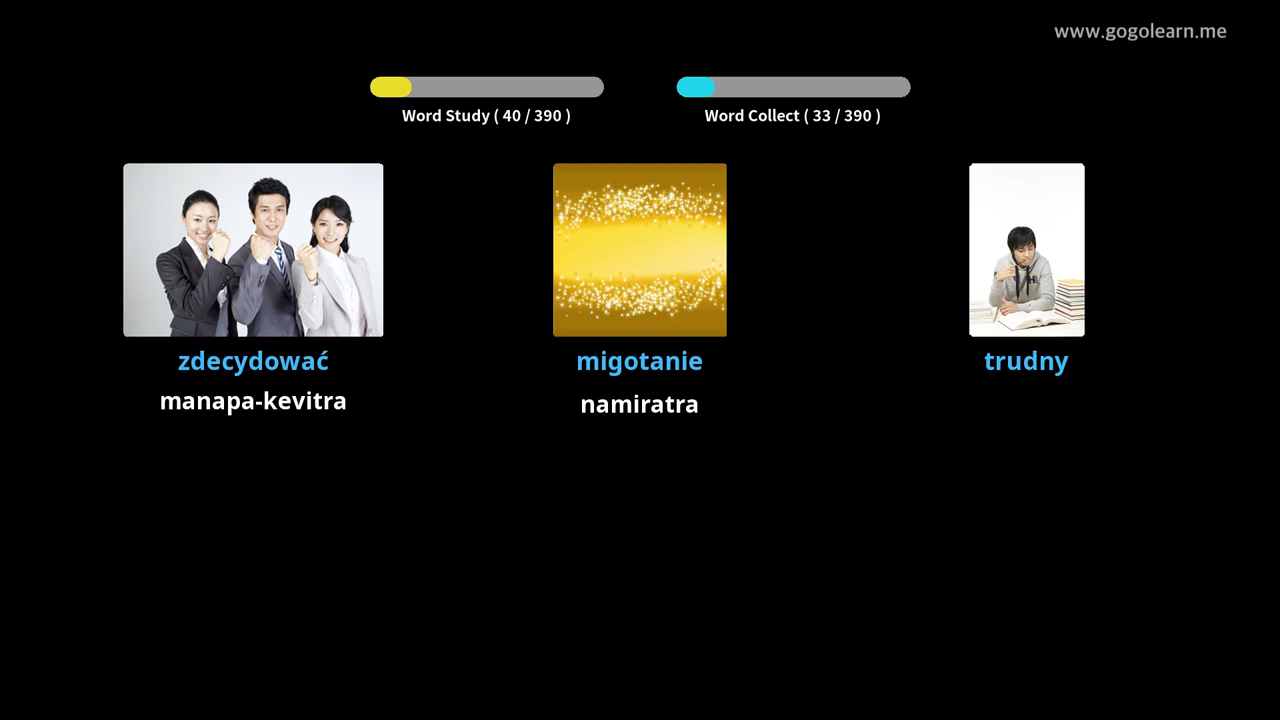 www.gogolearn.me
Word Study ( 40 / 390 )
Word Collect ( 33 / 390 )
zdecydować
manapa-kevitra
migotanie
namiratra
trudny